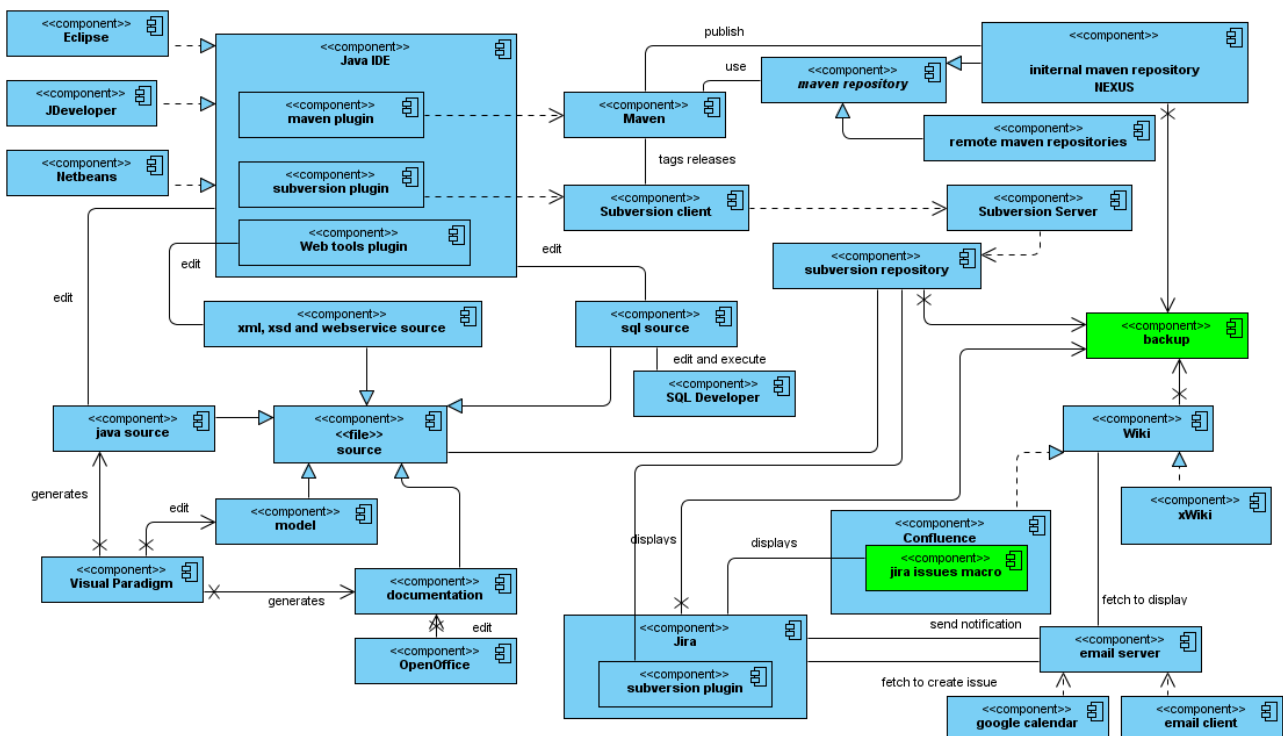 <<component>>
Eclipse
<<component>>
Java IDE
publish
<<component>>
initernal maven repository
NEXUS
use
<<component>>
maven repository
<<component>>
JDeveloper
<<component>>
maven plugin
<<component>>
Maven
<<component>>
remote maven repositories
<<component>>
Netbeans
tags releases
<<component>>
subversion plugin
<<component>>
Subversion client
<<component>>
Subversion Server
<<component>>
Web tools plugin
edit
edit
<<component>>
subversion repository
edit
<<component>>
xml, xsd and webservice source
<<component>>
sql source
<<component>>
backup
edit and execute
<<component>>
SQL Developer
<<component>>
java source
<<component>>
<<file>>
source
<<component>>
Wiki
generates
edit
<<component>>
model
<<component>>
xWiki
<<component>>
Confluence
displays
displays
<<component>>
jira issues macro
<<component>>
Visual Paradigm
generates
<<component>>
documentation
fetch to display
edit
<<component>>
OpenOffice
<<component>>
Jira
send notification
<<component>>
email server
<<component>>
subversion plugin
fetch to create issue
<<component>>
google calendar
<<component>>
email client